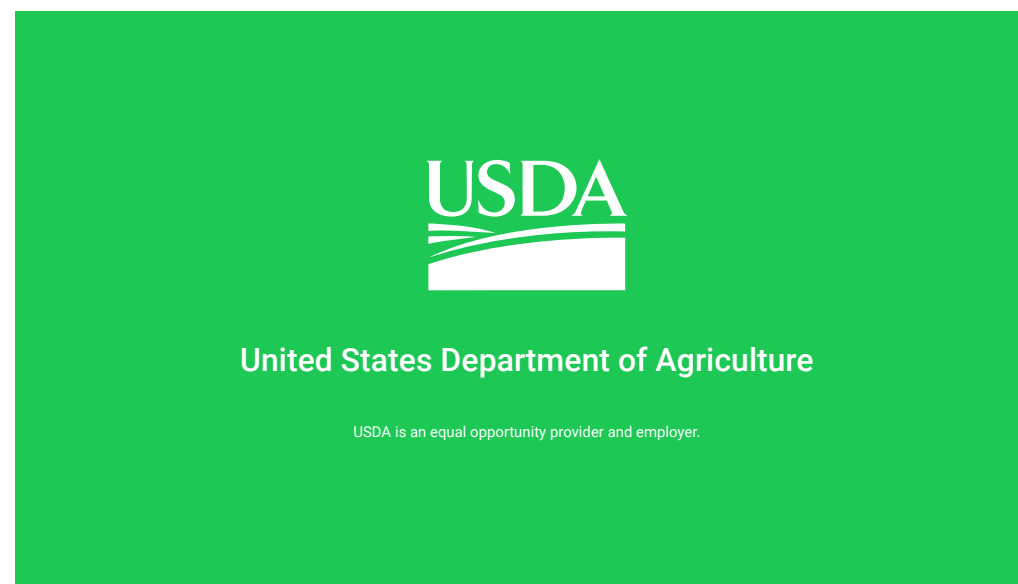 USDA
United States Department of Agriculture
USDA is an equal opportunity provider and employer.